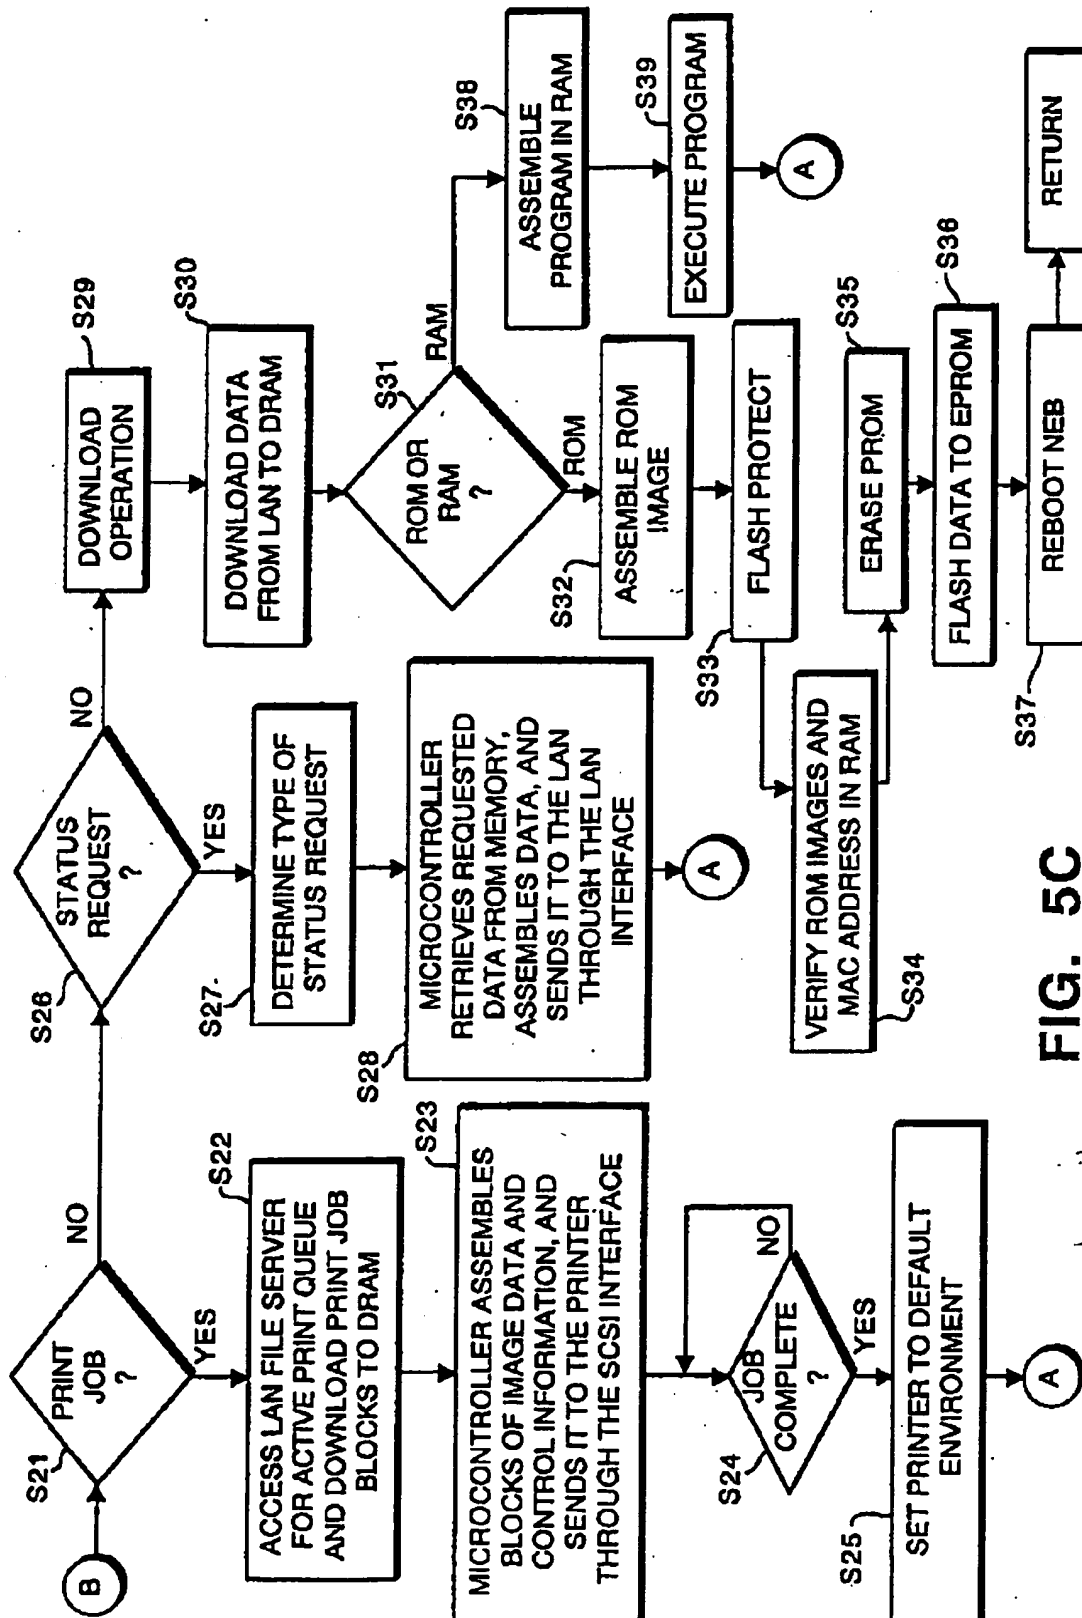 B
S21
PRINT
JOB
?
NO
YES
S22
ACCESS LAN FILE SERVER
FOR ACTIVE PRINT QUEUE
AND DOWNLOAD PRINT JOB
BLOCKS TO DRAM
S23
MICROCONTROLLER ASSEMBLES
BLOCKS OF IMAGE DATA AND
CONTROL INFORMATION, AND
SENDS IT TO THE PRINTER
THROUGH THE SCSI INTERFACE
S24
JOB
COMPLETE
?
NO
YES
S25
SET PRINTER TO DEFAULT
ENVIRONMENT
A
S26
STATUS
REQUEST
?
NO
YES
S27
DETERMINE TYPE OF
STATUS REQUEST
S28
MICROCONTROLLER
RETRIEVES REQUESTED
DATA FROM MEMORY,
ASSEMBLES DATA, AND
SENDS IT TO THE LAN
THROUGH THE LAN
INTERFACE
A
S29
DOWNLOAD
OPERATION
S30
DOWNLOAD DATA
FROM LAN TO DRAM
S31
ROM OR
RAM
?
RAM
ROM
S32
ASSEMBLE ROM
IMAGE
S33
FLASH PROTECT
VERIFY ROM IMAGES AND
MAC ADDRESS IN RAM
S34
S35
ERASE PROM
S36
FLASH DATA TO EPROM
S37
REBOOT NEB
RETURN
S38
ASSEMBLE
PROGRAM IN RAM
S39
EXECUTE PROGRAM
A
FIG. 5C